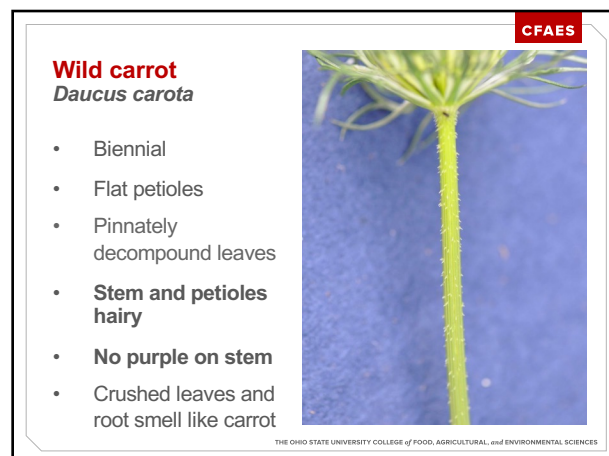 CFAES
Wild carrot
Daucus carota
• Biennial
• Flat petioles
• Pinnately
decompound leaves
• Stem and petioles
hairy
• No purple on stem
• Crushed leaves and
root smell like carrot
THE OHIO STATE UNIVERSITY COLLEGE of FOOD, AGRICULTURAL, and ENVIRONMENTAL SCIENCES